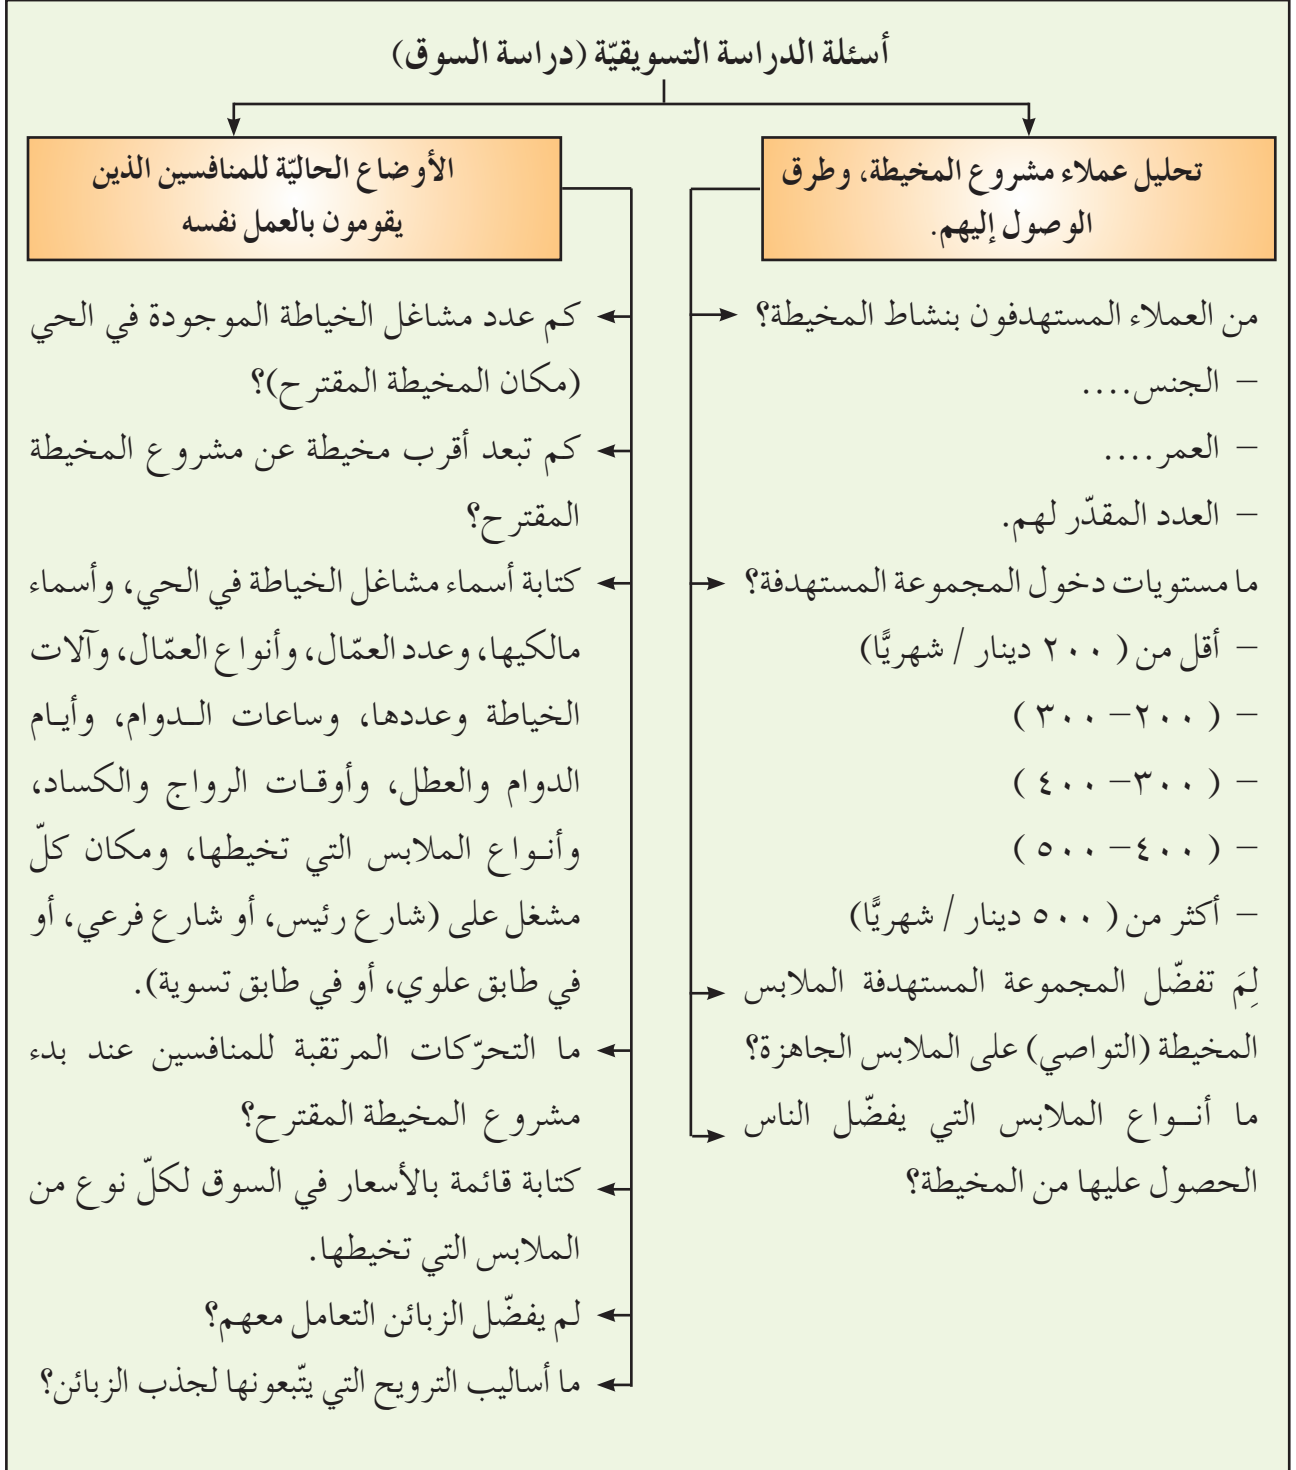 أسئلة الدراسة التسويقيّة (دراسة السوق)
تحليل عملاء مشروع المخيطة، وطرق
الوصول إليهم.
من العملاء المستهدفون بنشاط المخيطة؟
– الجنس....
– العمر....
– العدد المقدّر لهم.
ما مستويات دخول المجموعة المستهدفة؟
– أقل من (٢٠٠ دينار / شهريًّا)
– (٢٠٠–٣٠٠)
– (٣٠٠–٤٠٠)
– (٤٠٠–٥٠٠)
– أكثر من (٥٠٠ دينار / شهريًّا)
لِمَ تفضّل المجموعة المستهدفة الملابس
المخيطة (التواصي) على الملابس الجاهزة؟
ما أنواع الملابس التي يفضّل الناس
الحصول عليها من المخيطة؟
الأوضاع الحاليّة للمنافسين الذين
يقومون بالعمل نفسه
كم عدد مشاغل الخياطة الموجودة في الحي
(مكان المخيطة المقترح)؟
كم تبعد أقرب مخيطة عن مشروع المخيطة
المقترح؟
كتابة أسماء مشاغل الخياطة في الحي، وأسماء
مالكيها، وعدد العمّال، وأنواع العمّال، وآلات
الخياطة وعددها، وساعات الدوام، وأيام
الدوام والعطل، وأوقات الرواج والكساد،
وأنواع الملابس التي تخيطها، ومكان كلّ
مشغل على (شارع رئيس، أو شارع فرعي، أو
في طابق علوي، أو في طابق تسوية).
ما التحرّكات المرتقبة للمنافسين عند بدء
مشروع المخيطة المقترح؟
كتابة قائمة بالأسعار في السوق لكلّ نوع من
الملابس التي تخيطها.
لم يفضّل الزبائن التعامل معهم؟
ما أساليب الترويح التي يتّبعونها لجذب الزبائن؟